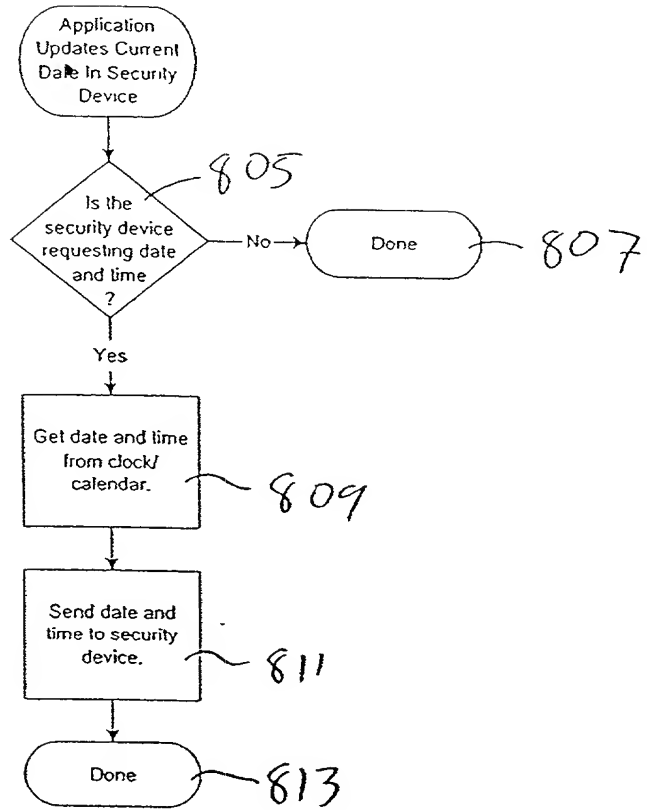 Application
Updates Current
Date In Security
Device
805
Is the
security device
requesting date
and time
?
No
Done
807
Yes
Get date and time
from clock/
calendar.
809
Send date and
time to security
device.
811
Done
813